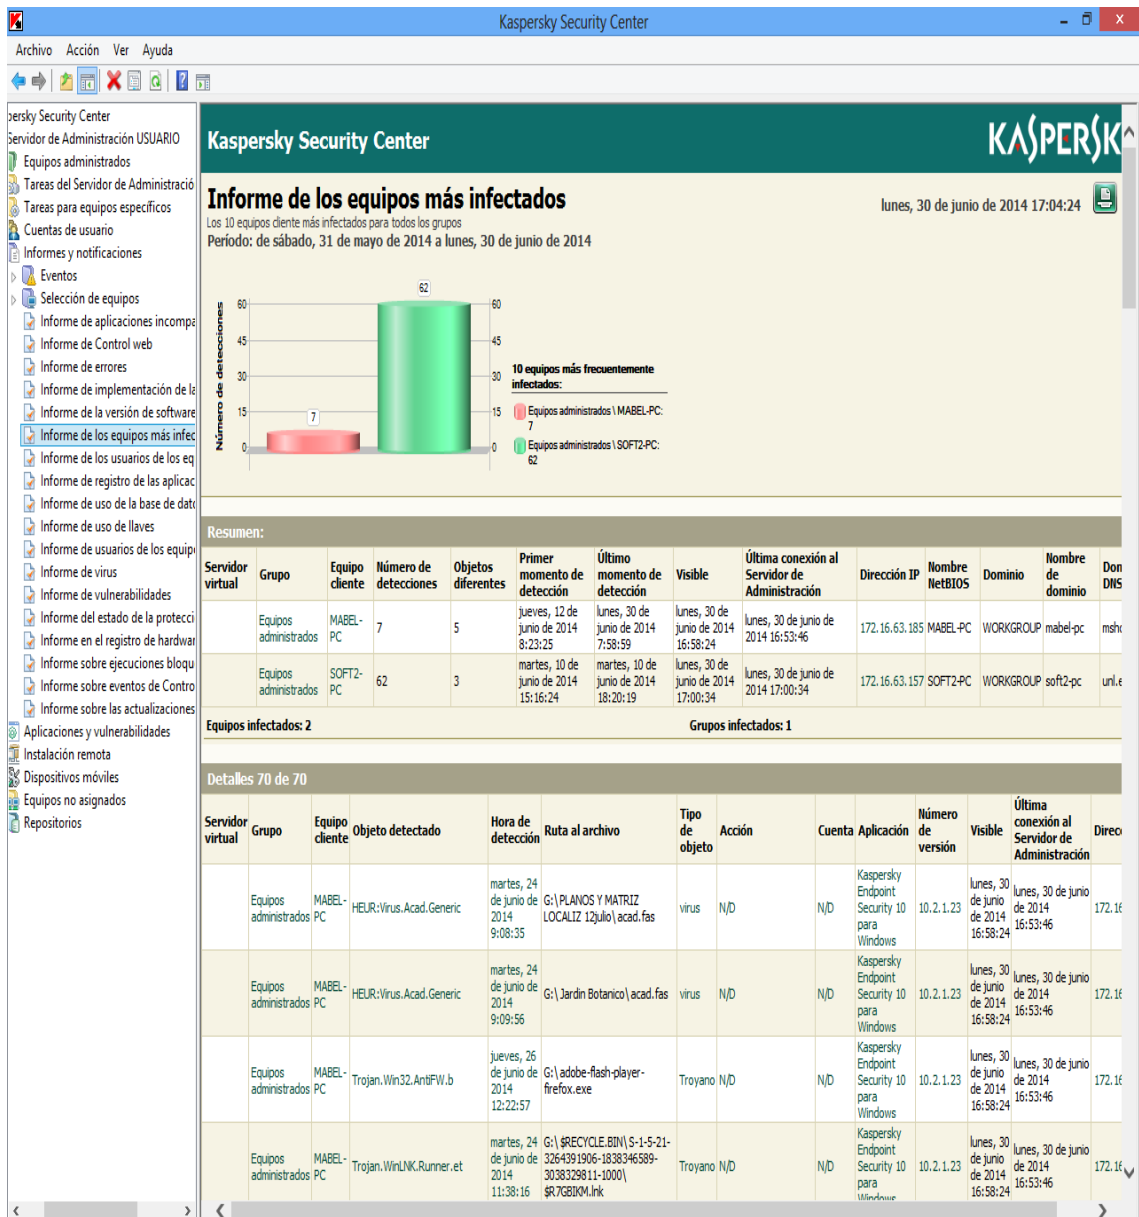 Kaspersky Security Center
Archivo Acción Ver Ayuda
persky Security Center
Servidor de Administración USUARIO
Equipos administrados
Tareas del Servidor de Administració
Tareas para equipos específicos
Cuentas de usuario
Informes y notificaciones
Eventos
Selección de equipos
Informe de aplicaciones incompa
Informe de Control web
Informe de errores
Informe de implementación de la
Informe de la versión de software
Informe de los equipos más infec
Informe de los usuarios de los eq
Informe de registro de las aplicac
Informe de uso de la base de dato
Informe de uso de llaves
Informe de usuarios de los equipo
Informe de virus
Informe de vulnerabilidades
Informe del estado de la protecci
Informe en el registro de hardwar
Informe sobre ejecuciones bloqu
Informe sobre eventos de Contro
Informe sobre las actualizaciones
Aplicaciones y vulnerabilidades
Instalación remota
Dispositivos móviles
Equipos no asignados
Repositorios
Kaspersky Security Center
KASPERSK
Informe de los equipos más infectados
lunes, 30 de junio de 2014 17:04:24
Los 10 equipos cliente más infectados para todos los grupos
Período: de sábado, 31 de mayo de 2014 a lunes, 30 de junio de 2014
Número de detecciones
60
45
30
15
0
7
62
60
45
30
15
0
10 equipos más frecuentemente
infectados:
Equipos administrados \ MABEL-PC:
7
Equipos administrados \ SOFT2-PC:
62
Resumen:
Servidor virtual Grupo Equipo cliente Número de detecciones Objetos diferentes Primer momento de detección Último momento de detección Visible Última conexión al Servidor de Administración Dirección IP Nombre NetBIOS Dominio Nombre de dominio Don DNS
Equipos administrados MABEL-PC 7 5 jueves, 12 de junio de 2014 8:23:25 lunes, 30 de junio de 2014 7:58:59 lunes, 30 de junio de 2014 16:58:24 lunes, 30 de junio de 2014 16:53:46 172.16.63.185 MABEL-PC WORKGROUP mabel-pc msho
Equipos administrados SOFT2-PC 62 3 martes, 10 de junio de 2014 15:16:24 martes, 10 de junio de 2014 18:20:19 lunes, 30 de junio de 2014 17:00:34 lunes, 30 de junio de 2014 17:00:34 172.16.63.157 SOFT2-PC WORKGROUP soft2-pc unl.e
Equipos infectados: 2 Grupos infectados: 1
Detalles 70 de 70
Servidor virtual Grupo Equipo cliente Objeto detectado Hora de detección Ruta al archivo Tipo de objeto Acción Cuenta Aplicación Número de versión Visible Última conexión al Servidor de Administración Direcc
Equipos administrados MABEL-PC HEUR:Virus.Acad.Generic martes, 24 de junio de 2014 9:08:35 G:\PLANOS Y MATRIZ LOCALIZ 12julio\acad.fas virus N/D N/D Kaspersky Endpoint Security 10 para Windows 10.2.1.23 lunes, 30 de junio de 2014 16:58:24 lunes, 30 de junio de 2014 16:53:46 172.16
Equipos administrados MABEL-PC HEUR:Virus.Acad.Generic martes, 24 de junio de 2014 9:09:56 G:\Jardin Botanico\acad.fas virus N/D N/D Kaspersky Endpoint Security 10 para Windows 10.2.1.23 lunes, 30 de junio de 2014 16:58:24 lunes, 30 de junio de 2014 16:53:46 172.16
Equipos administrados MABEL-PC Trojan.Win32.AntiFW.b jueves, 26 de junio de 2014 12:22:57 G:\adobe-flash-player-firefox.exe Troyano N/D N/D Kaspersky Endpoint Security 10 para Windows 10.2.1.23 lunes, 30 de junio de 2014 16:58:24 lunes, 30 de junio de 2014 16:53:46 172.16
Equipos administrados MABEL-PC Trojan.WinLNK.Runner.et martes, 24 de junio de 2014 11:38:16 G:\$RECYCLE.BIN\S-1-5-21-3264391906-1838346589-3038329811-1000\$R7GBIKM.lnk Troyano N/D N/D Kaspersky Endpoint Security 10 para Windows 10.2.1.23 lunes, 30 de junio de 2014 16:58:24 lunes, 30 de junio de 2014 16:53:46 172.16